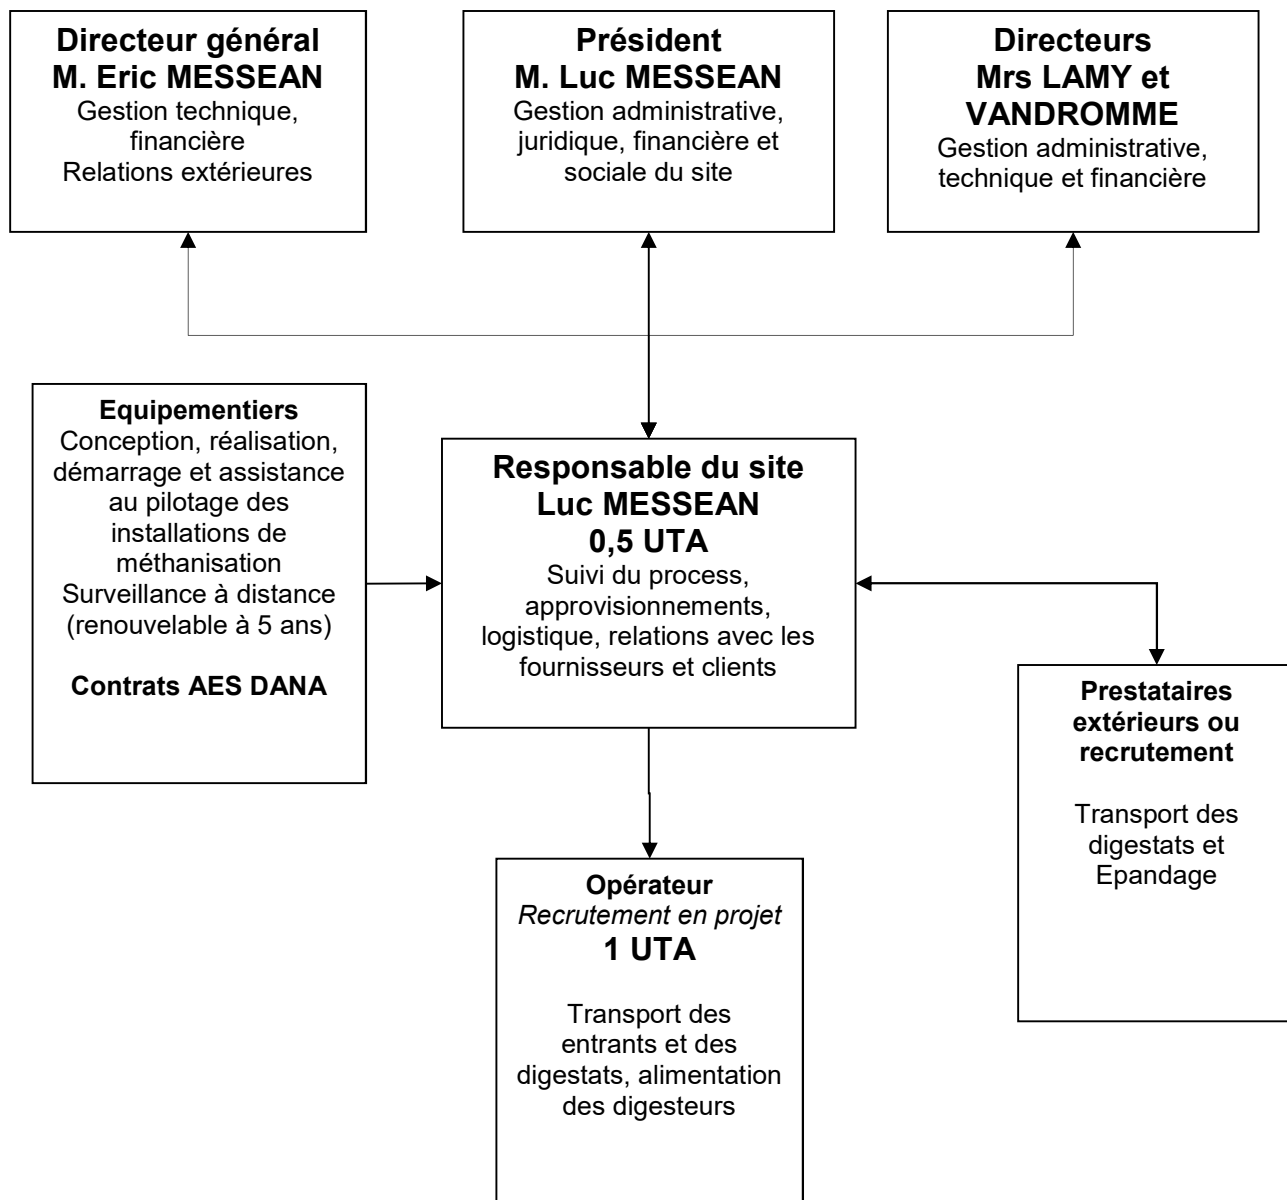 Directeur général
M. Eric MESSEAN
Gestion technique,
financière
Relations extérieures
Président
M. Luc MESSEAN
Gestion administrative,
juridique, financière et
sociale du site
Directeurs
Mrs LAMY et
VANDROMME
Gestion administrative,
technique et financière
Equipementiers
Conception, réalisation,
démarrage et assistance
au pilotage des
installations de
méthanisation
Surveillance à distance
(renouvelable à 5 ans)
Contrats AES DANA
Responsable du site
Luc MESSEAN
0,5 UTA
Suivi du process,
approvisionnements,
logistique, relations avec les
fournisseurs et clients
Prestataires
extérieurs ou
recrutement
Transport des
digestats et
Epandage
Opérateur
Recrutement en projet
1 UTA
Transport des
entrants et des
digestats, alimentation
des digesteurs